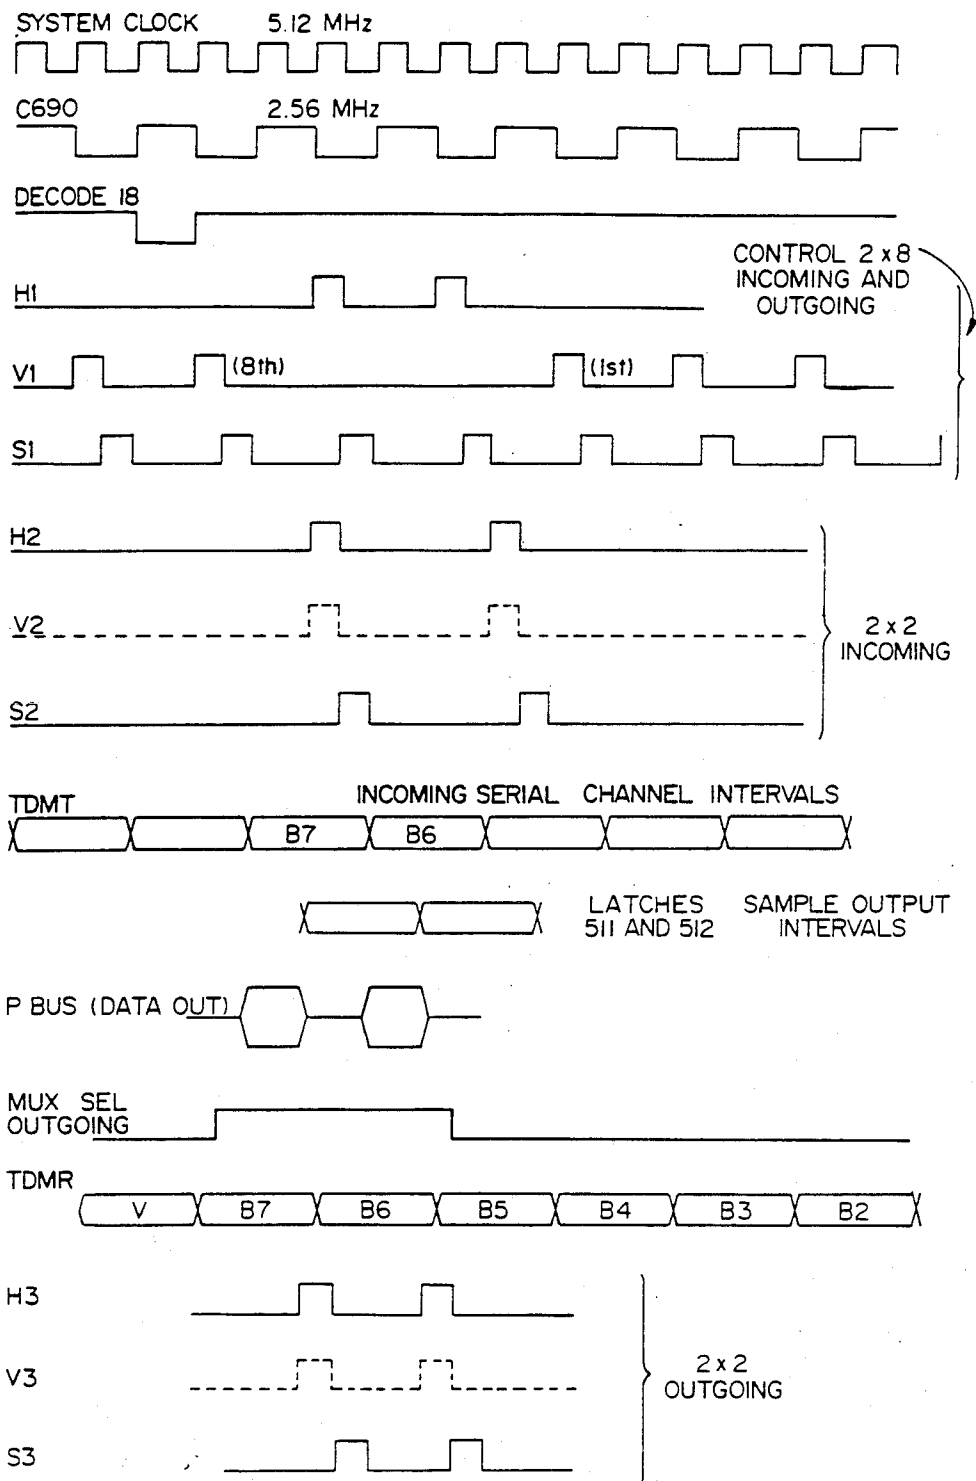 SYSTEM CLOCK 5.12 MHz
C690 2.56 MHz
DECODE 18
CONTROL 2 x 8
INCOMING AND
OUTGOING
H1
V1 (8th) (1st)
S1
H2
V2
2 x 2
INCOMING
S2
TDMT INCOMING SERIAL CHANNEL INTERVALS
B7 B6
LATCHES SAMPLE OUTPUT
511 AND 512 INTERVALS
P BUS (DATA OUT)
MUX SEL
OUTGOING
TDMR
V B7 B6 B5 B4 B3 B2
H3
V3
2 x 2
OUTGOING
S3